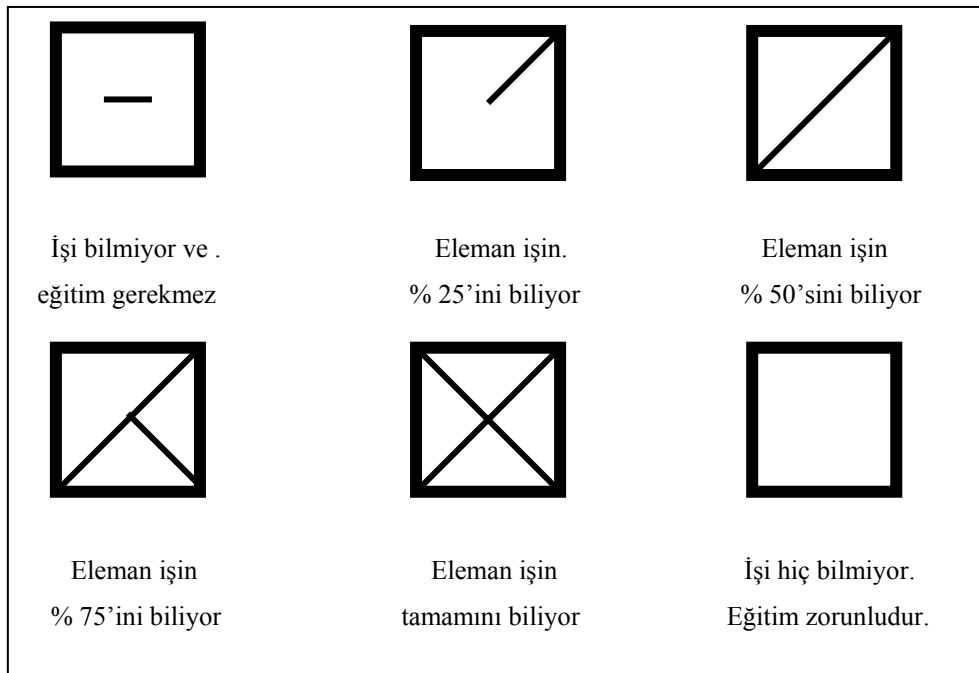 İşi bilmiyor ve .
eğitim gerekmez
Eleman işin.
% 25’ini biliyor
Eleman işin
% 50’sini biliyor
Eleman işin
% 75’ini biliyor
Eleman işin
tamamını biliyor
İşi hiç bilmiyor.
Eğitim zorunludur.